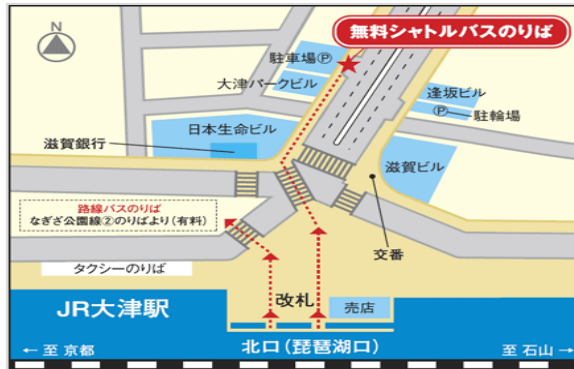 N
無料シャトルバスのりば
駐車場Ⓟ
大津パークビル
逢坂ビル
Ⓟ
駐輪場
日本生命ビル
滋賀銀行
滋賀ビル
路線バスのりば
なぎさ公園線②のりばより(有料)
交番
タクシーのりば
改札
売店
JR大津駅
北口(琵琶湖口)
← 至 京都
至 石山 →